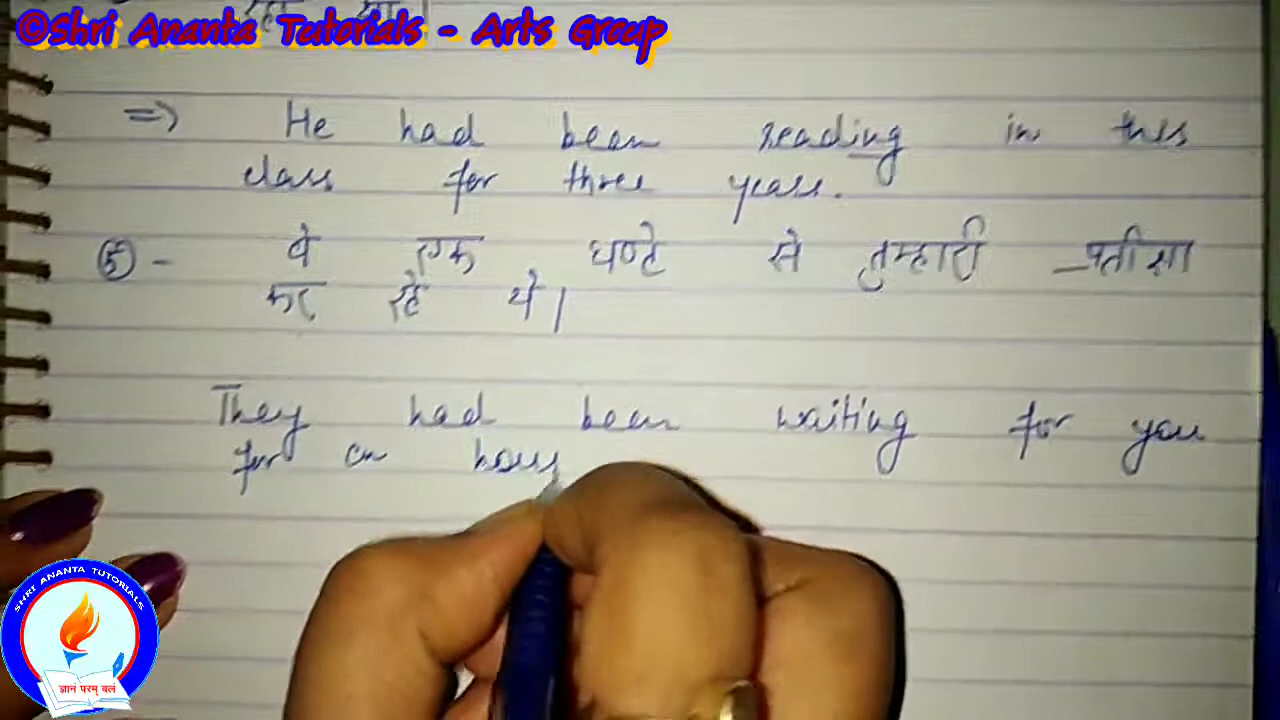 ©Shri Ananta Tutorials - Arts Group
=> He had been reading in this
class for three years.
⑤- वे एक घण्टे से तुम्हारी प्रतीक्षा
कर रहे थे।
They had been waiting for you
for an hour
SHRI ANANTA TUTORIALS
ज्ञानं परमं बलं